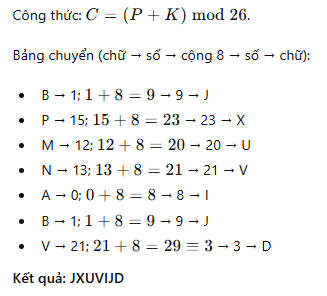 Công thức: C = (P + K) mod 26.
Bảng chuyển (chữ → số → cộng 8 → số → chữ):
• B → 1; 1 + 8 = 9 → 9 → J
• P → 15; 15 + 8 = 23 → 23 → X
• M → 12; 12 + 8 = 20 → 20 → U
• N → 13; 13 + 8 = 21 → 21 → V
• A → 0; 0 + 8 = 8 → 8 → I
• B → 1; 1 + 8 = 9 → 9 → J
• V → 21; 21 + 8 = 29 ≡ 3 → 3 → D
Kết quả: JXUVIJD